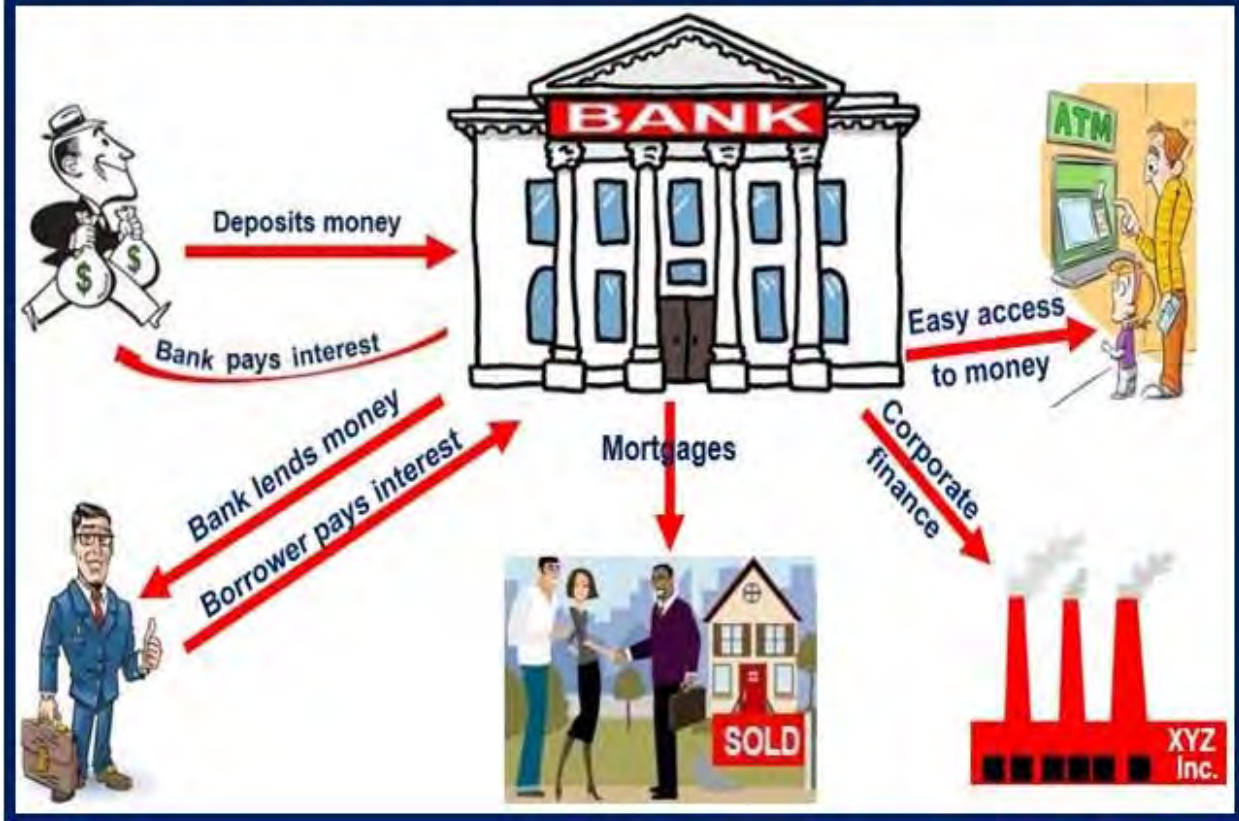 BANK
ATM
Deposits money
$
$
Bank pays interest
Easy access
to money
Bank lends money
Borrower pays interest
Mortgages
Corporate
finance
SOLD
XYZ
Inc.